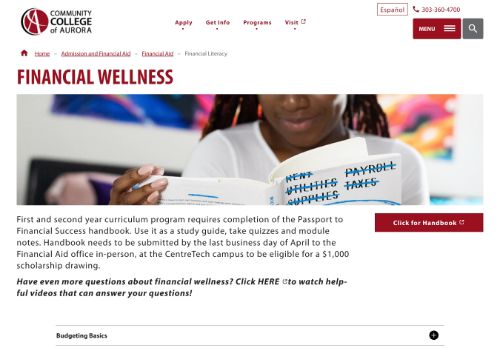 COMMUNITY
COLLEGE
of AURORA
Español
303-360-4700
Apply
Get Info
Programs
Visit
MENU
Home – Admission and Financial Aid – Financial Aid – Financial Literacy
FINANCIAL WELLNESS
RENT PAYROLL
UTILITIES TAXES
SUPPLIES
First and second year curriculum program requires completion of the Passport to
Financial Success handbook. Use it as a study guide, take quizzes and module
notes. Handbook needs to be submitted by the last business day of April to the
Financial Aid office in-person, at the CentreTech campus to be eligible for a $1,000
scholarship drawing.
Click for Handbook
Have even more questions about financial wellness? Click HERE to watch help-
ful videos that can answer your questions!
Budgeting Basics